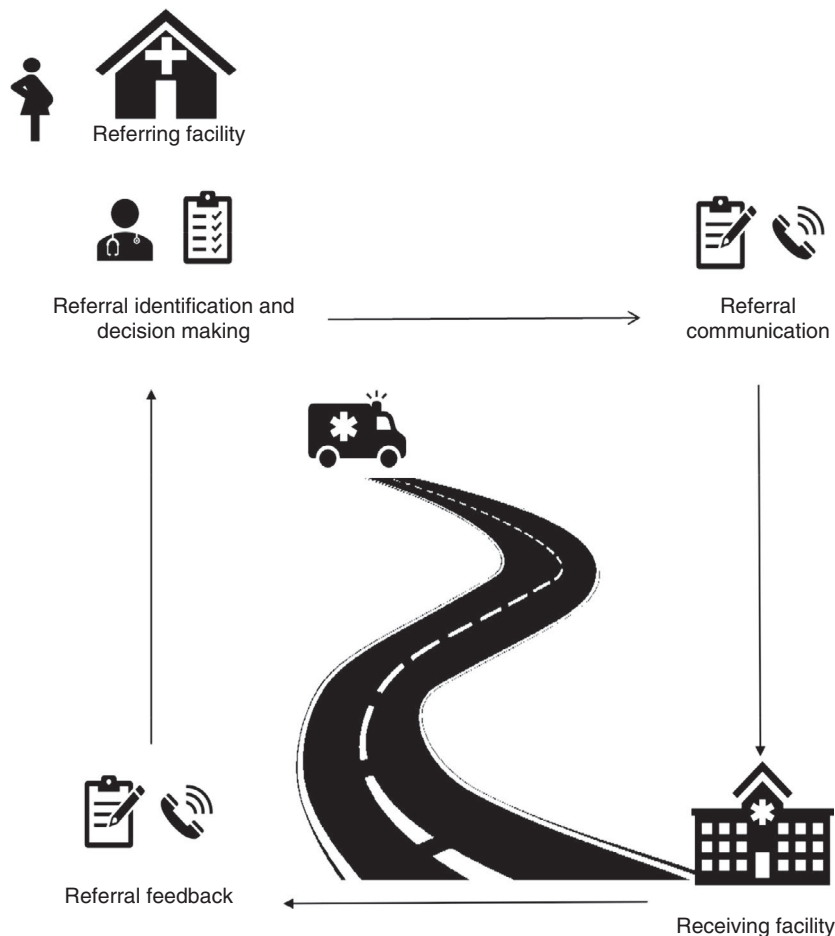 Referring facility
Referral identification and
decision making
Referral
communication
Referral feedback
Receiving facility